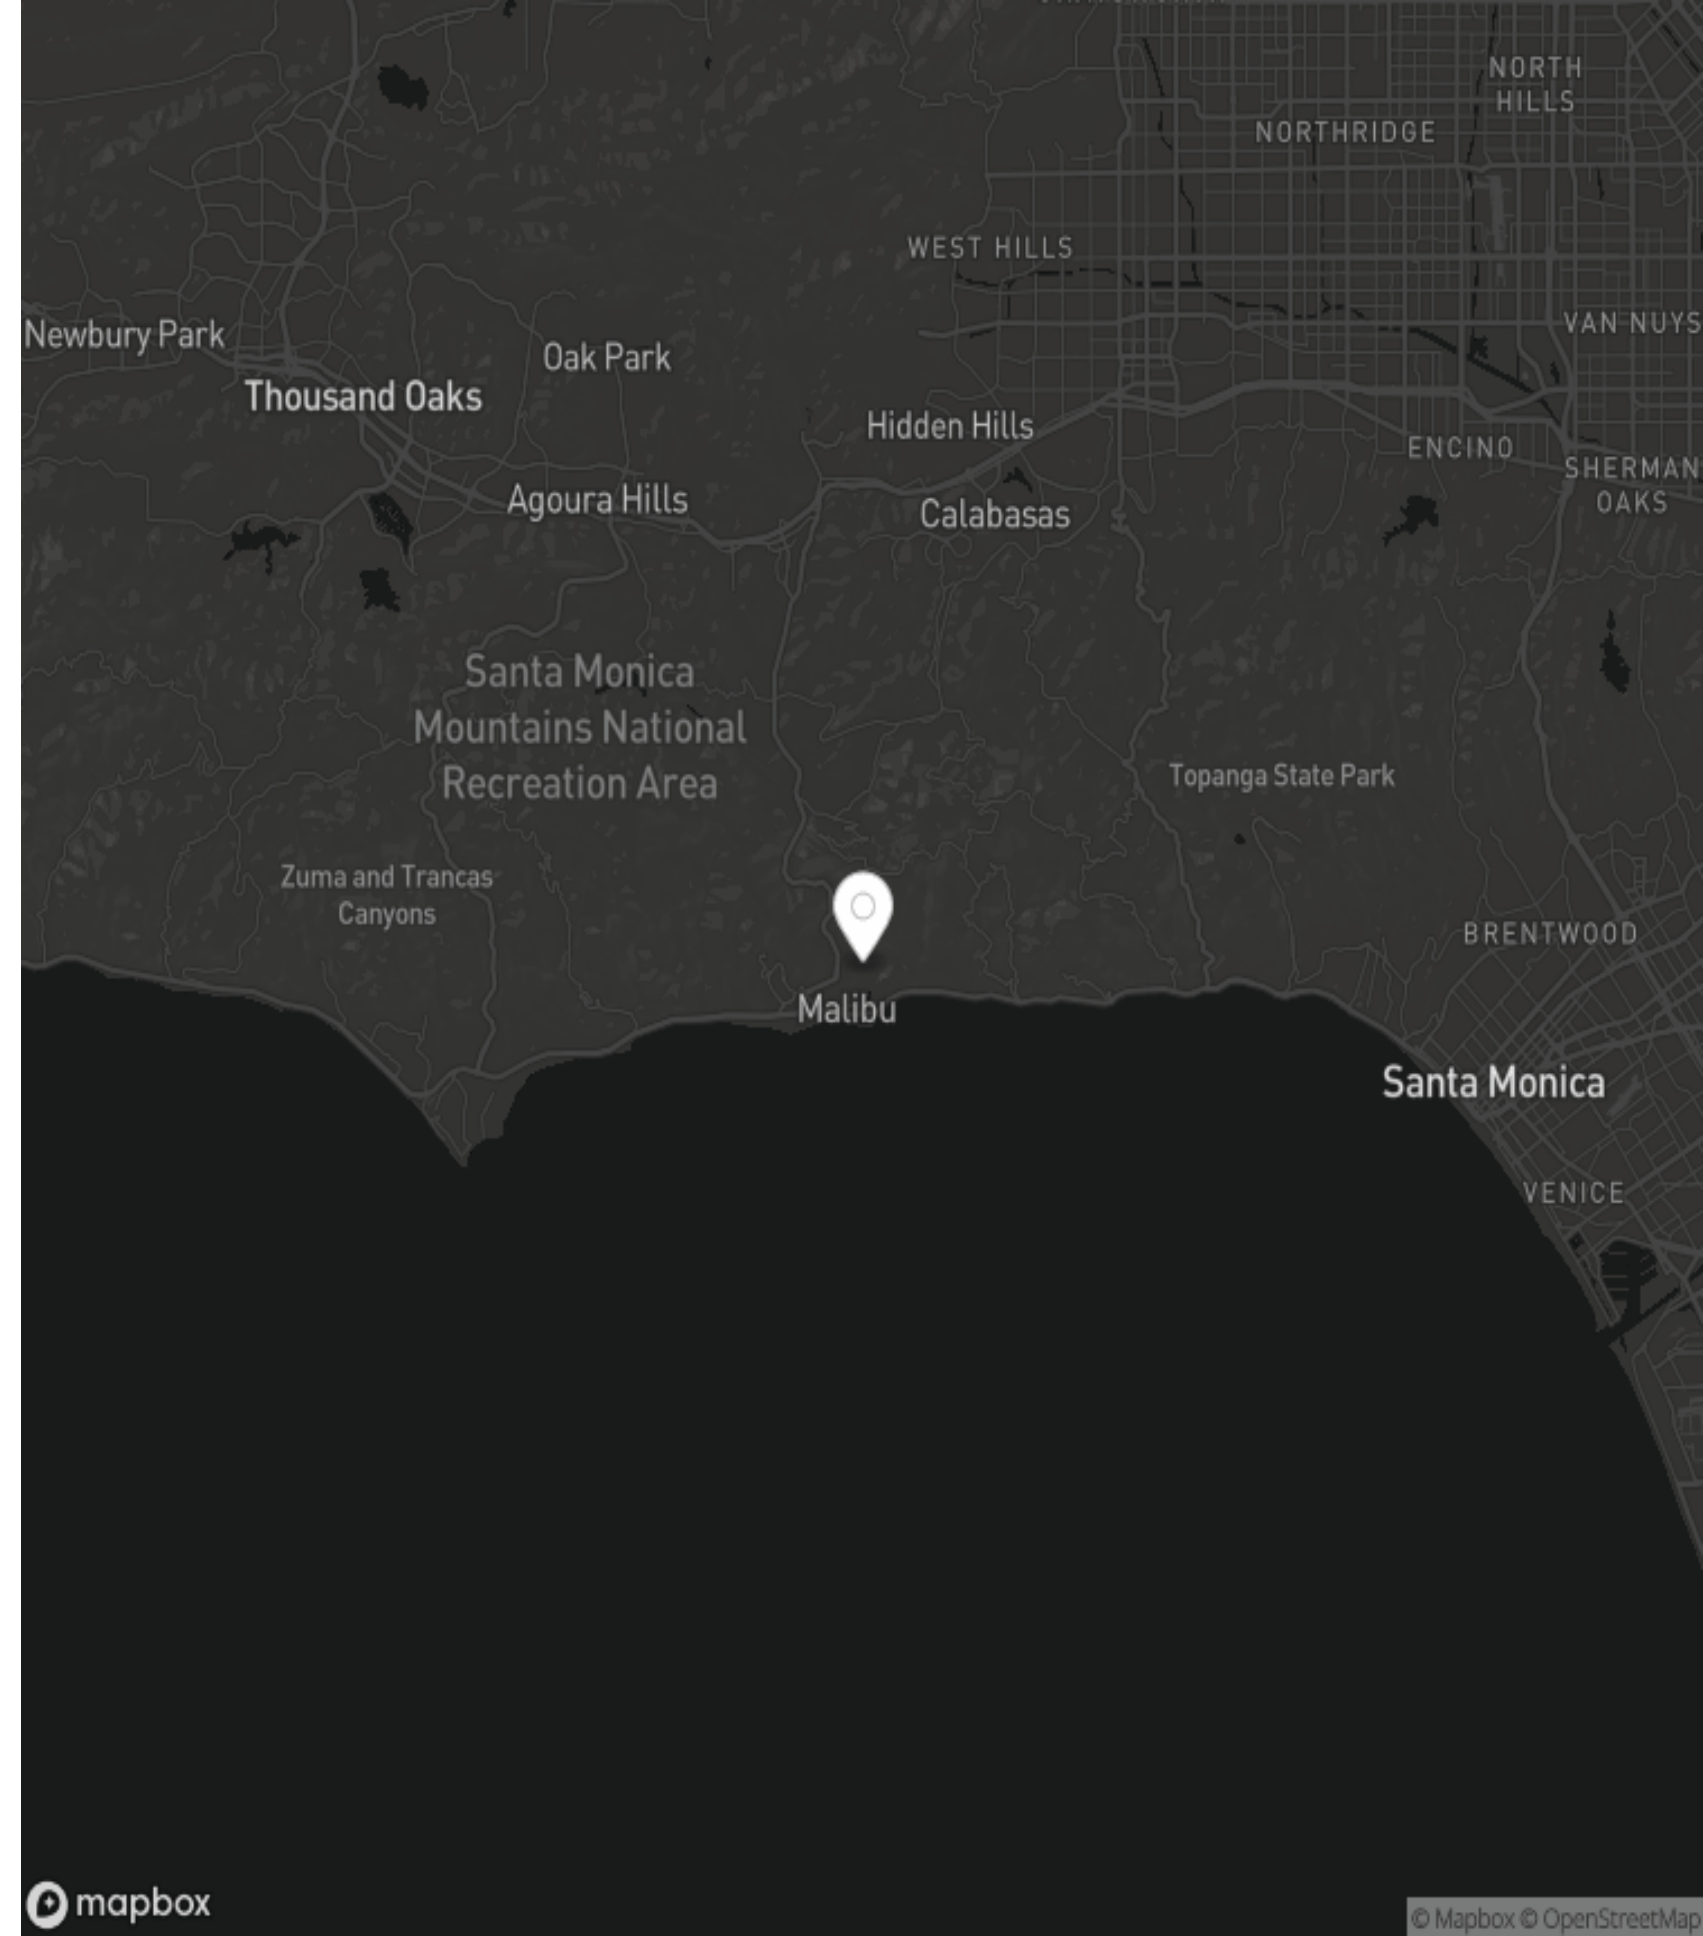 NORTH
HILLS
NORTHRIDGE
WEST HILLS
VAN NUYS
Newbury Park
Oak Park
Thousand Oaks
Hidden Hills
ENCINO
SHERMAN
OAKS
Agoura Hills
Calabasas
Santa Monica
Mountains National
Recreation Area
Topanga State Park
Zuma and Trancas
Canyons
BRENTWOOD
Malibu
Santa Monica
VENICE
mapbox
© Mapbox © OpenStreetMap